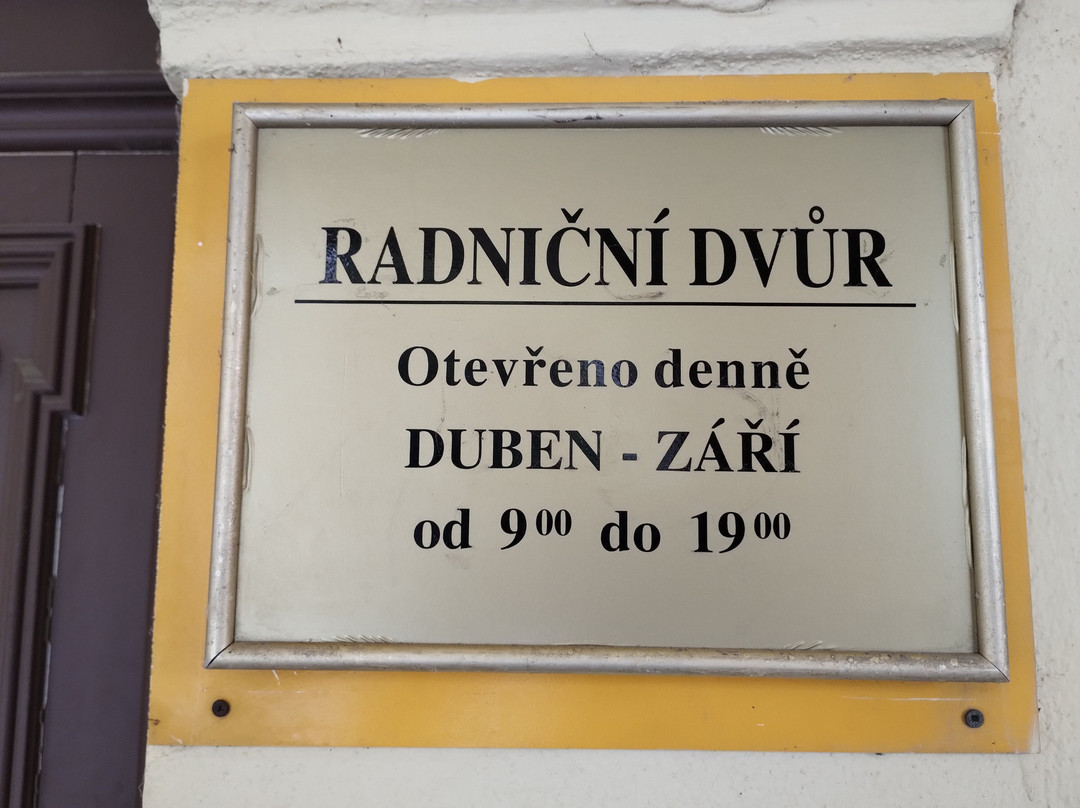 RADNIČNÍ DVŮR
Otevřeno denně
DUBEN - ZÁŘÍ
od 9⁰⁰ do 19⁰⁰